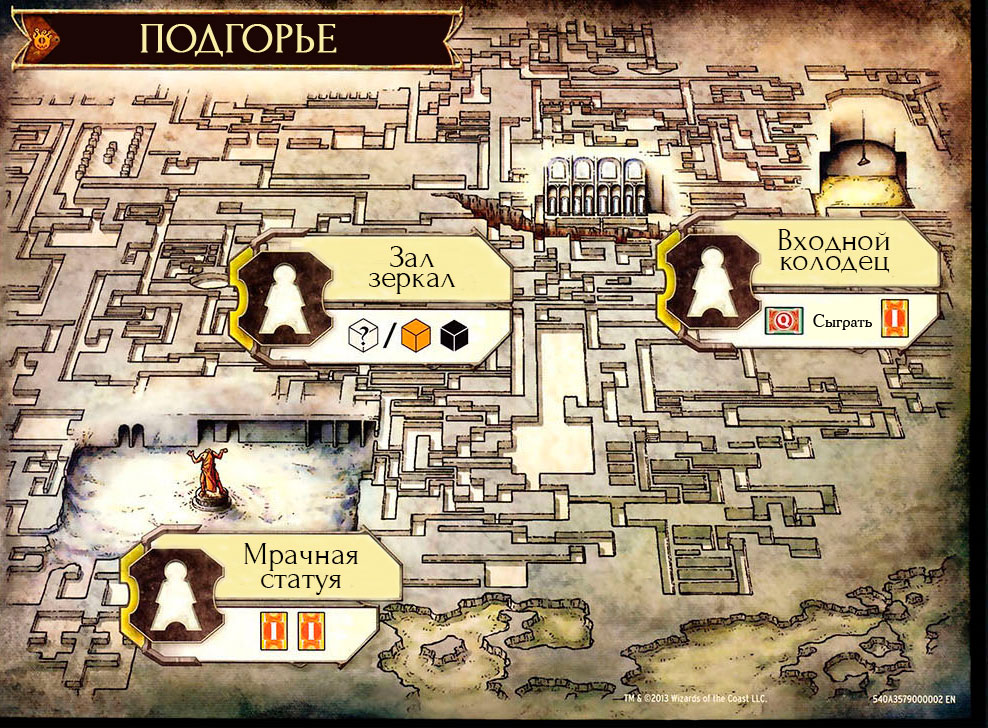 ПОДГОРЬЕ
Зал
зеркал
? /
Входной
колодец
Q Сыграть I
Мрачная
статуя
I I
TM & ©2013 Wizards of the Coast LLC.
540A3579000002 EN